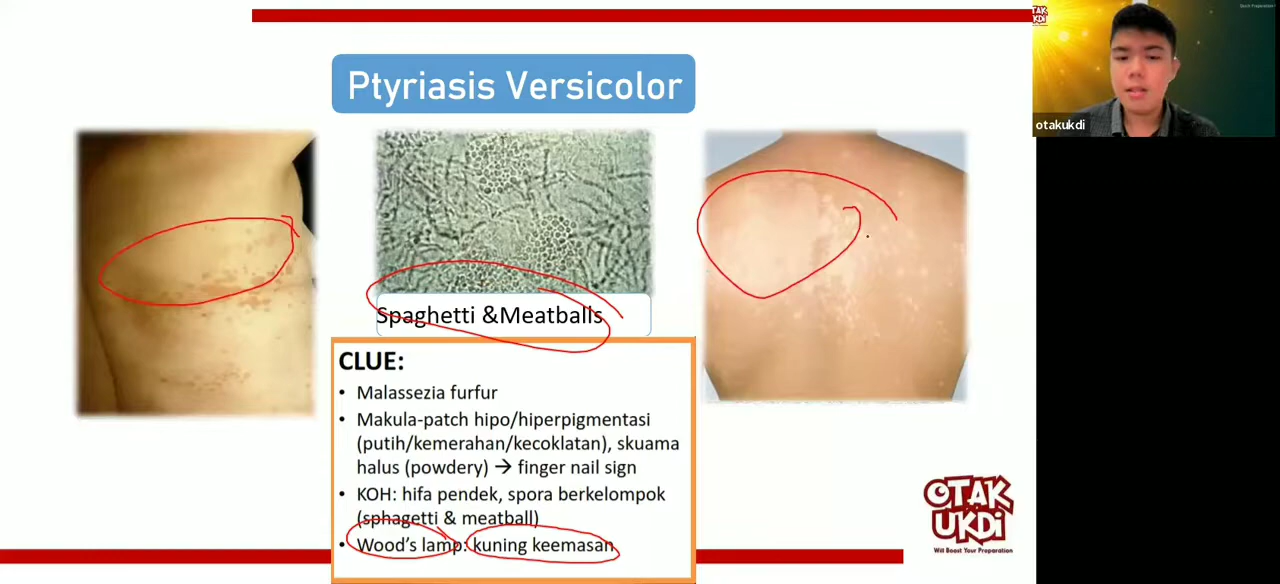 OTAK
UKDI
Ptyriasis Versicolor
otakukdi
Spaghetti &Meatballs
CLUE:
• Malassezia furfur
• Makula-patch hipo/hiperpigmentasi
(putih/kemerahan/kecoklatan), skuama
halus (powdery) → finger nail sign
• KOH: hifa pendek, spora berkelompok
(sphagetti & meatball)
• Wood's lamp: kuning keemasan
OTAK
UKDI
Will Boost Your Preparation